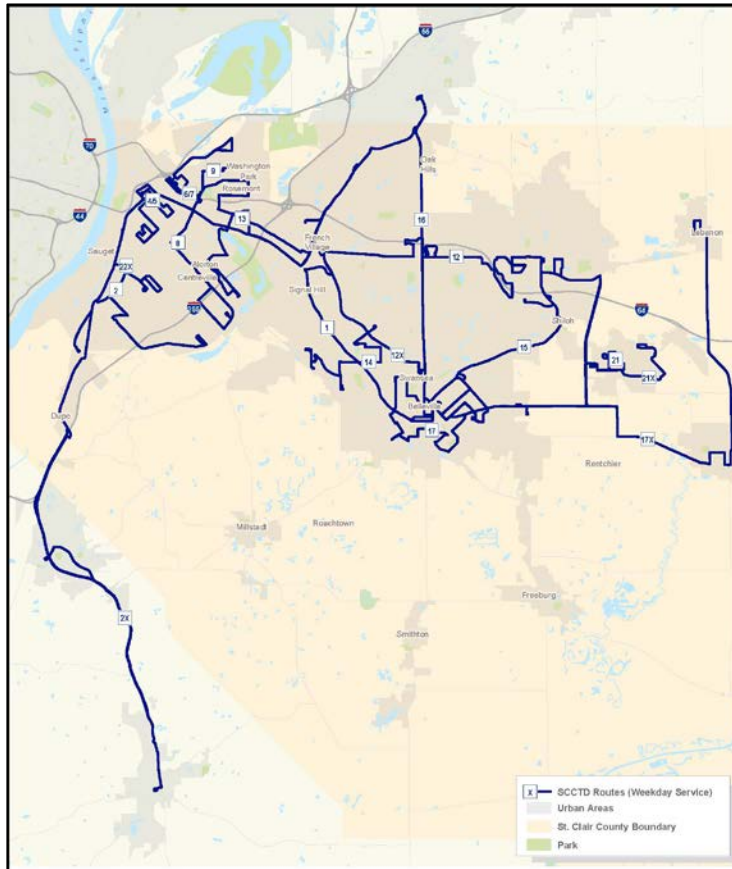 55
70
44
Washington
Park
Rosemont
9
4/5
6/7
13
8
Oak
Hills
16
French
Village
12
Lebanon
Sauget
22X
2
Alorton
Centreville
255
Signal Hill
64
Shiloh
1
12X
14
15
21
21X
Swansea
Belleville
17
17X
Dupo
Rentchler
Millstadt
Roachtown
Freeburg
2X
Smithton
x SCCTD Routes (Weekday Service)
Urban Areas
St. Clair County Boundary
Park